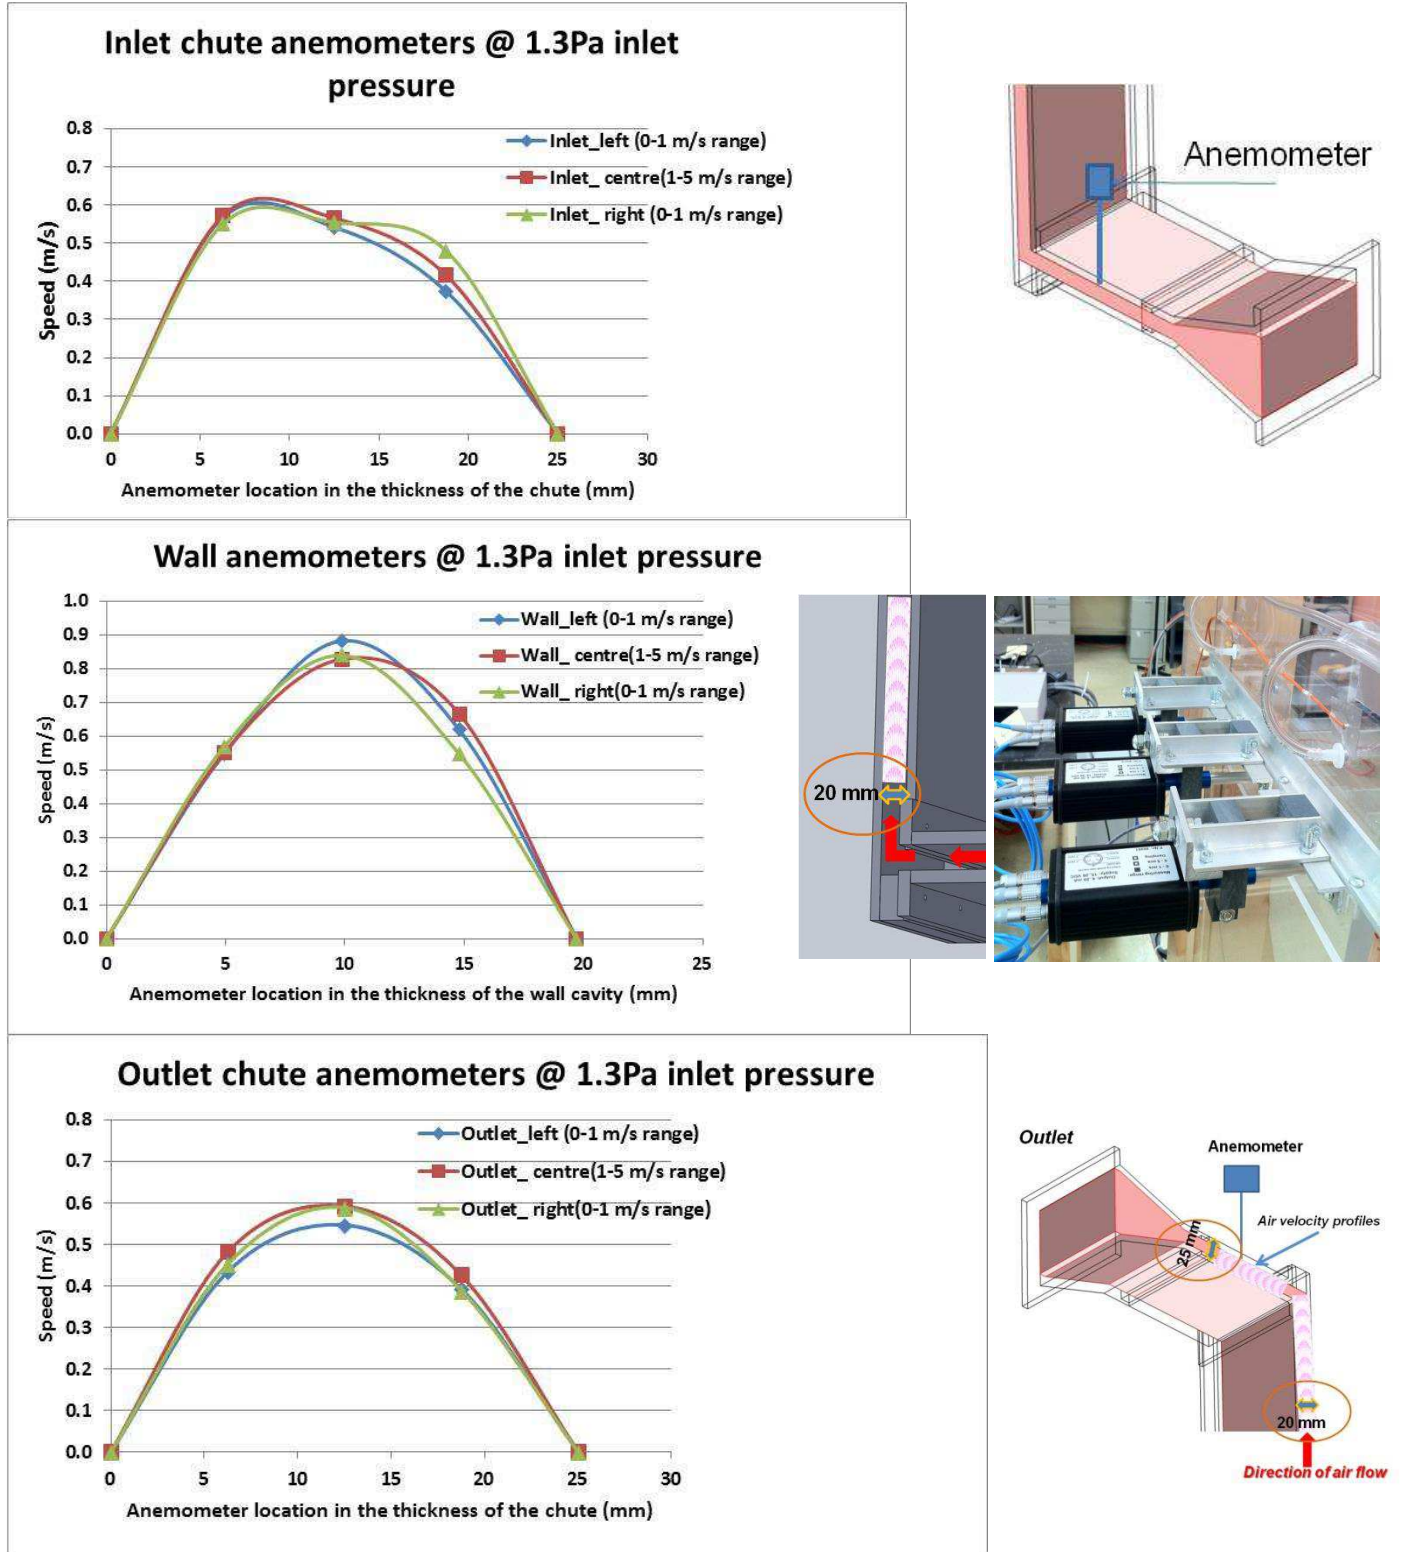 Inlet chute anemometers @ 1.3Pa inlet
pressure
0.8
0.7
0.6
0.5
0.4
0.3
0.2
0.1
0.0
Speed (m/s)
Inlet_left (0-1 m/s range)
Inlet_ centre(1-5 m/s range)
Inlet_ right (0-1 m/s range)
0 5 10 15 20 25 30
Anemometer location in the thickness of the chute (mm)
Anemometer
Wall anemometers @ 1.3Pa inlet pressure
1.0
0.9
0.8
0.7
0.6
0.5
0.4
0.3
0.2
0.1
0.0
Speed (m/s)
Wall_left (0-1 m/s range)
Wall_ centre(1-5 m/s range)
Wall_ right(0-1 m/s range)
0 5 10 15 20 25
Anemometer location in the thickness of the wall cavity (mm)
20 mm
Outlet chute anemometers @ 1.3Pa inlet pressure
0.8
0.7
0.6
0.5
0.4
0.3
0.2
0.1
0.0
Speed (m/s)
Outlet_left (0-1 m/s range)
Outlet_ centre(1-5 m/s range)
Outlet_ right(0-1 m/s range)
0 5 10 15 20 25 30
Anemometer location in the thickness of the chute (mm)
Outlet
Anemometer
Air velocity profiles
25 mm
20 mm
Direction of air flow